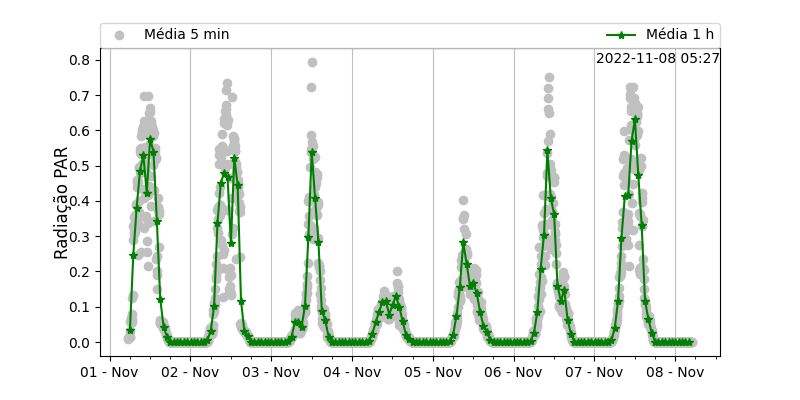 Média 5 min
Média 1 h
2022-11-08 05:27
Radiação PAR
0.8
0.7
0.6
0.5
0.4
0.3
0.2
0.1
0.0
01 - Nov
02 - Nov
03 - Nov
04 - Nov
05 - Nov
06 - Nov
07 - Nov
08 - Nov